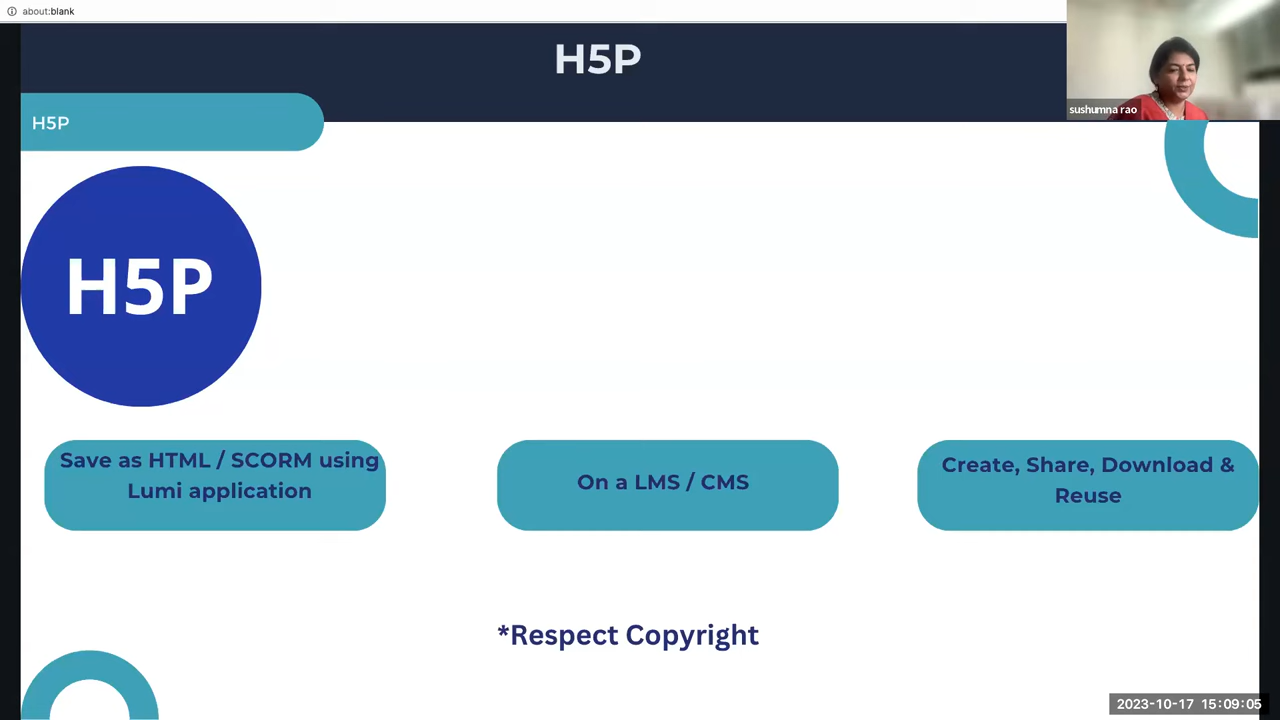 about:blank
H5P
sushumna rao
H5P
H5P
Save as HTML / SCORM using
Lumi application
On a LMS / CMS
Create, Share, Download &
Reuse
*Respect Copyright
2023-10-17 15:09:05